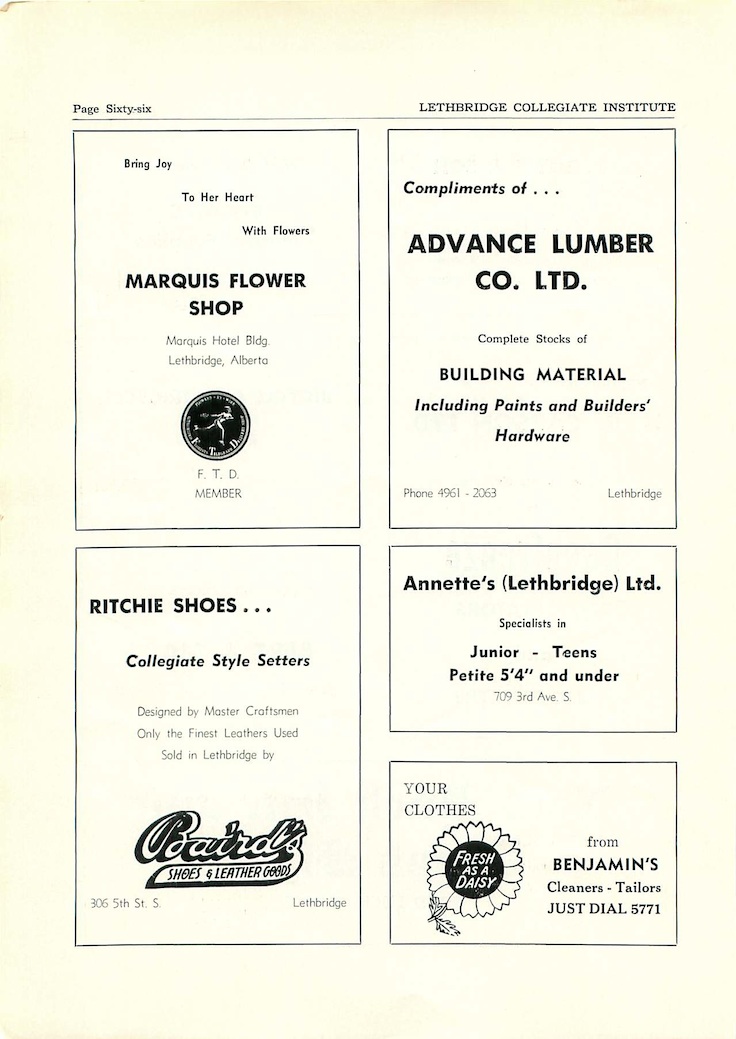 Page Sixty-six
LETHBRIDGE COLLEGIATE INSTITUTE
Bring Joy
To Her Heart
With Flowers
MARQUIS FLOWER
SHOP
Marquis Hotel Bldg.
Lethbridge, Alberta
F. T. D.
MEMBER
Compliments of . . .
ADVANCE LUMBER
CO. LTD.
Complete Stocks of
BUILDING MATERIAL
Including Paints and Builders'
Hardware
Phone 4961 - 2063
Lethbridge
RITCHIE SHOES . . .
Collegiate Style Setters
Designed by Master Craftsmen
Only the Finest Leathers Used
Sold in Lethbridge by
Baird's
SHOES & LEATHER GOODS
306 5th St. S.
Lethbridge
Annette's (Lethbridge) Ltd.
Specialists in
Junior - Teens
Petite 5'4" and under
709 3rd Ave. S.
YOUR
CLOTHES
FRESH
AS A
DAISY
from
BENJAMIN'S
Cleaners - Tailors
JUST DIAL 5771